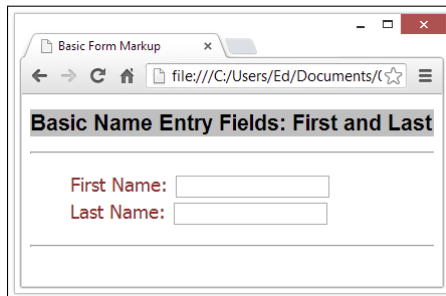 Basic Form Markup
file:///C:/Users/Ed/Documents/(
Basic Name Entry Fields: First and Last
First Name:
Last Name: